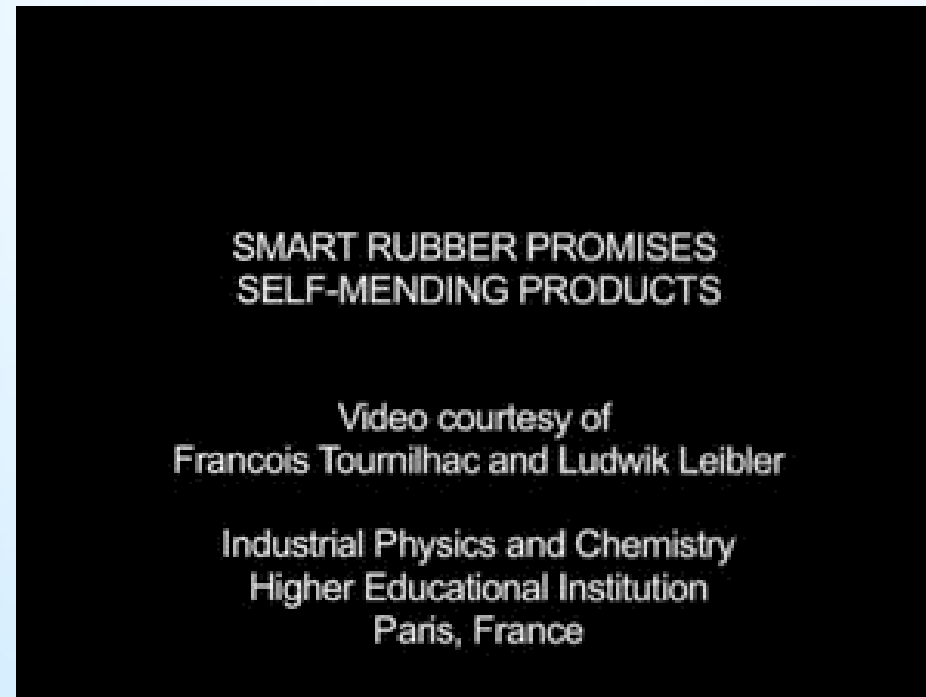 SMART RUBBER PROMISES
SELF-MENDING PRODUCTS
Video courtesy of
Francois Tournilhac and Ludwik Leibler
Industrial Physics and Chemistry
Higher Educational Institution
Paris, France